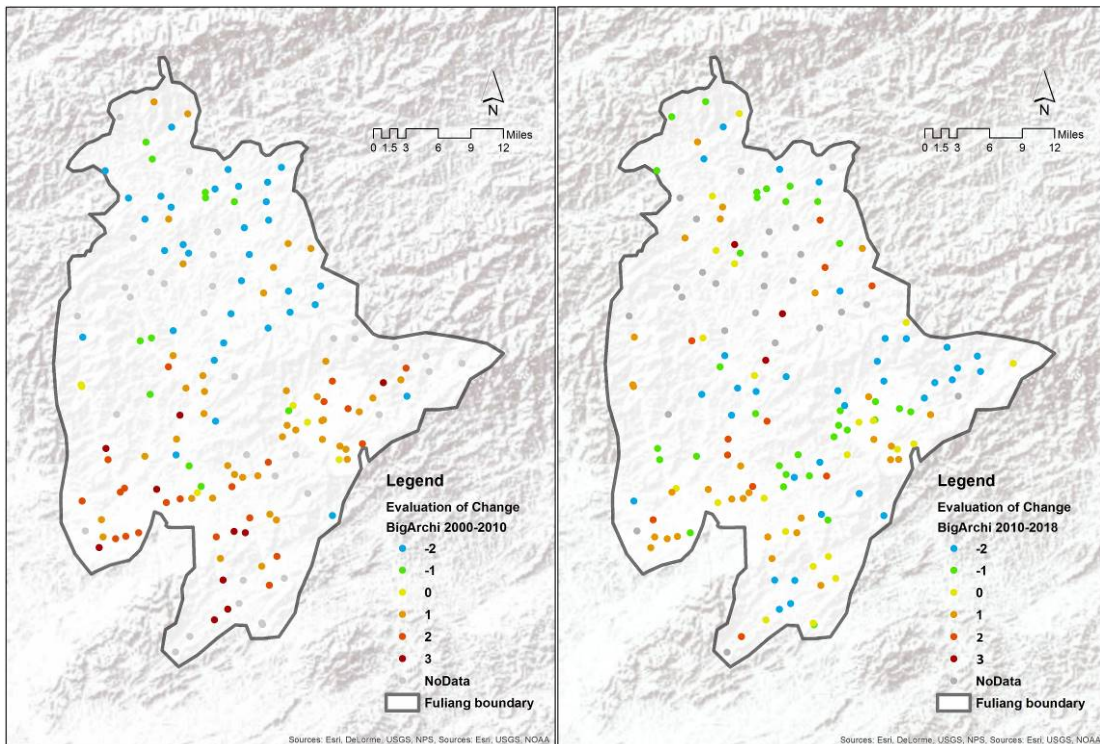 N
Miles
0 1.5 3 6 9 12
Legend
Evaluation of Change
BigArchi 2000-2010
-2
-1
0
1
2
3
NoData
Fuliang boundary
Sources: Esri, DeLorme, USGS, NPS, Sources: Esri, USGS, NOAA
N
Miles
0 1.5 3 6 9 12
Legend
Evaluation of Change
BigArchi 2010-2018
-2
-1
0
1
2
3
NoData
Fuliang boundary
Sources: Esri, DeLorme, USGS, NPS, Sources: Esri, USGS, NOAA